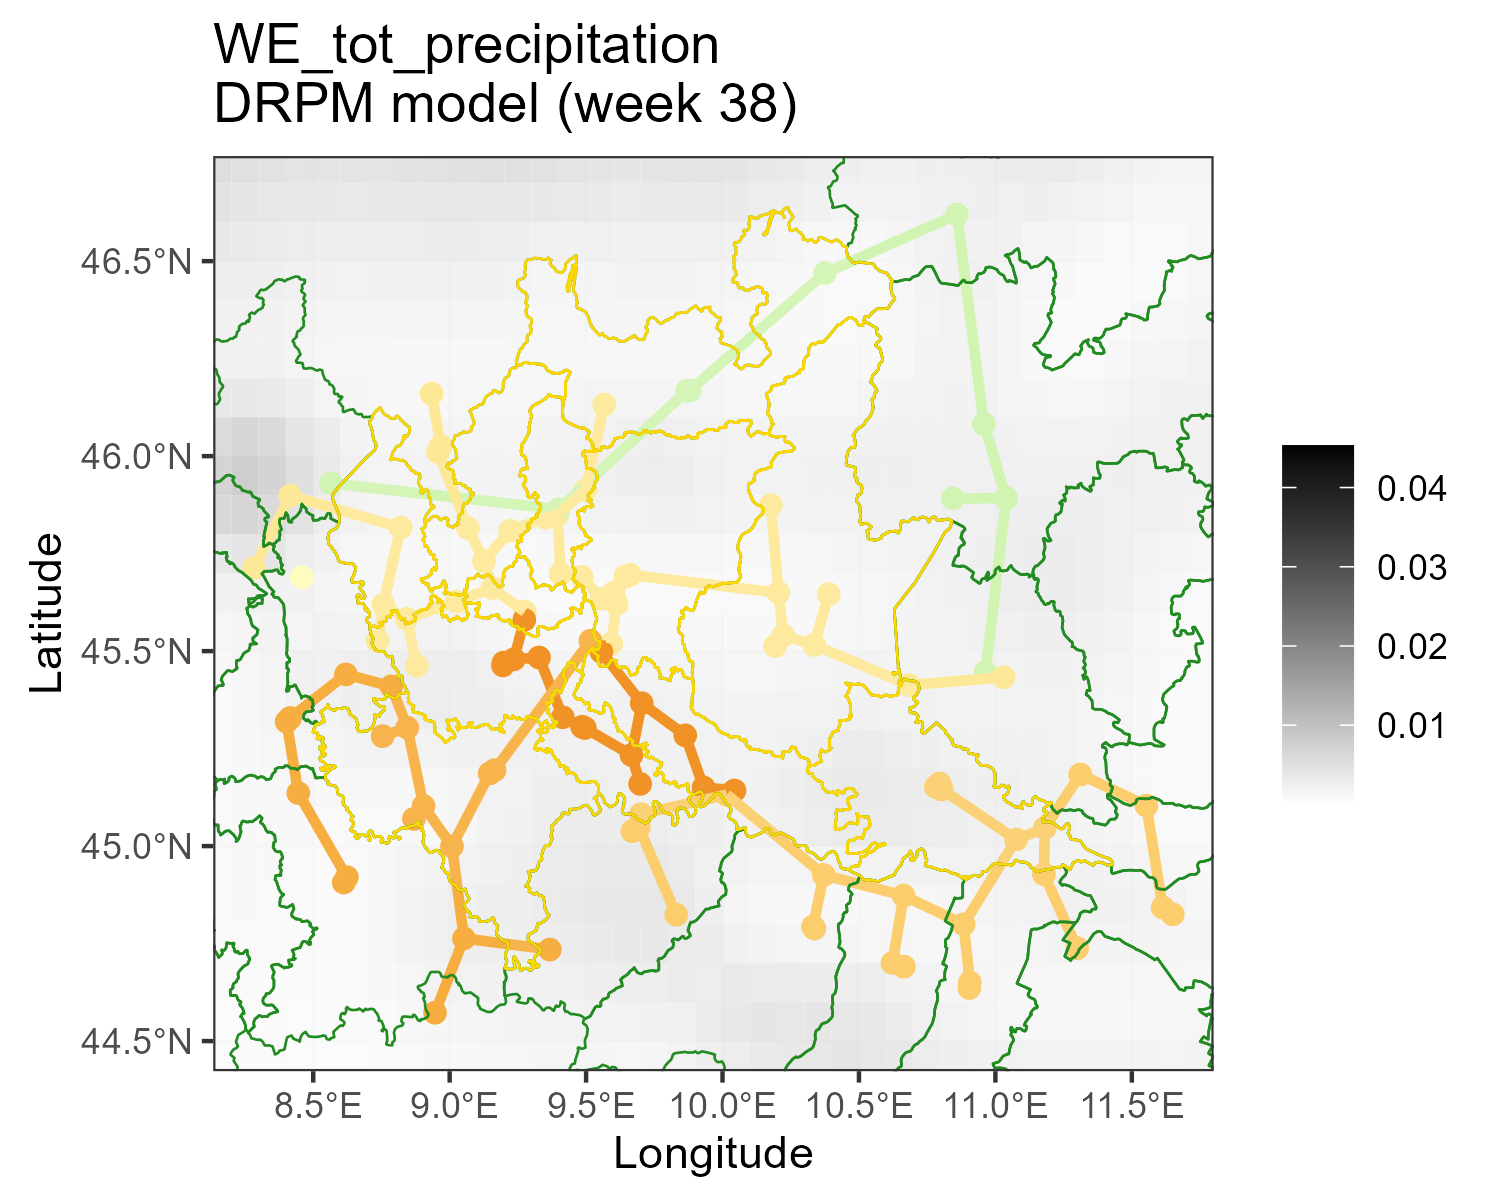 WE_tot_precipitation
DRPM model (week 38)
46.5°N
46.0°N
45.5°N
45.0°N
44.5°N
Latitude
8.5°E
9.0°E
9.5°E
10.0°E
10.5°E
11.0°E
11.5°E
Longitude
0.04
0.03
0.02
0.01